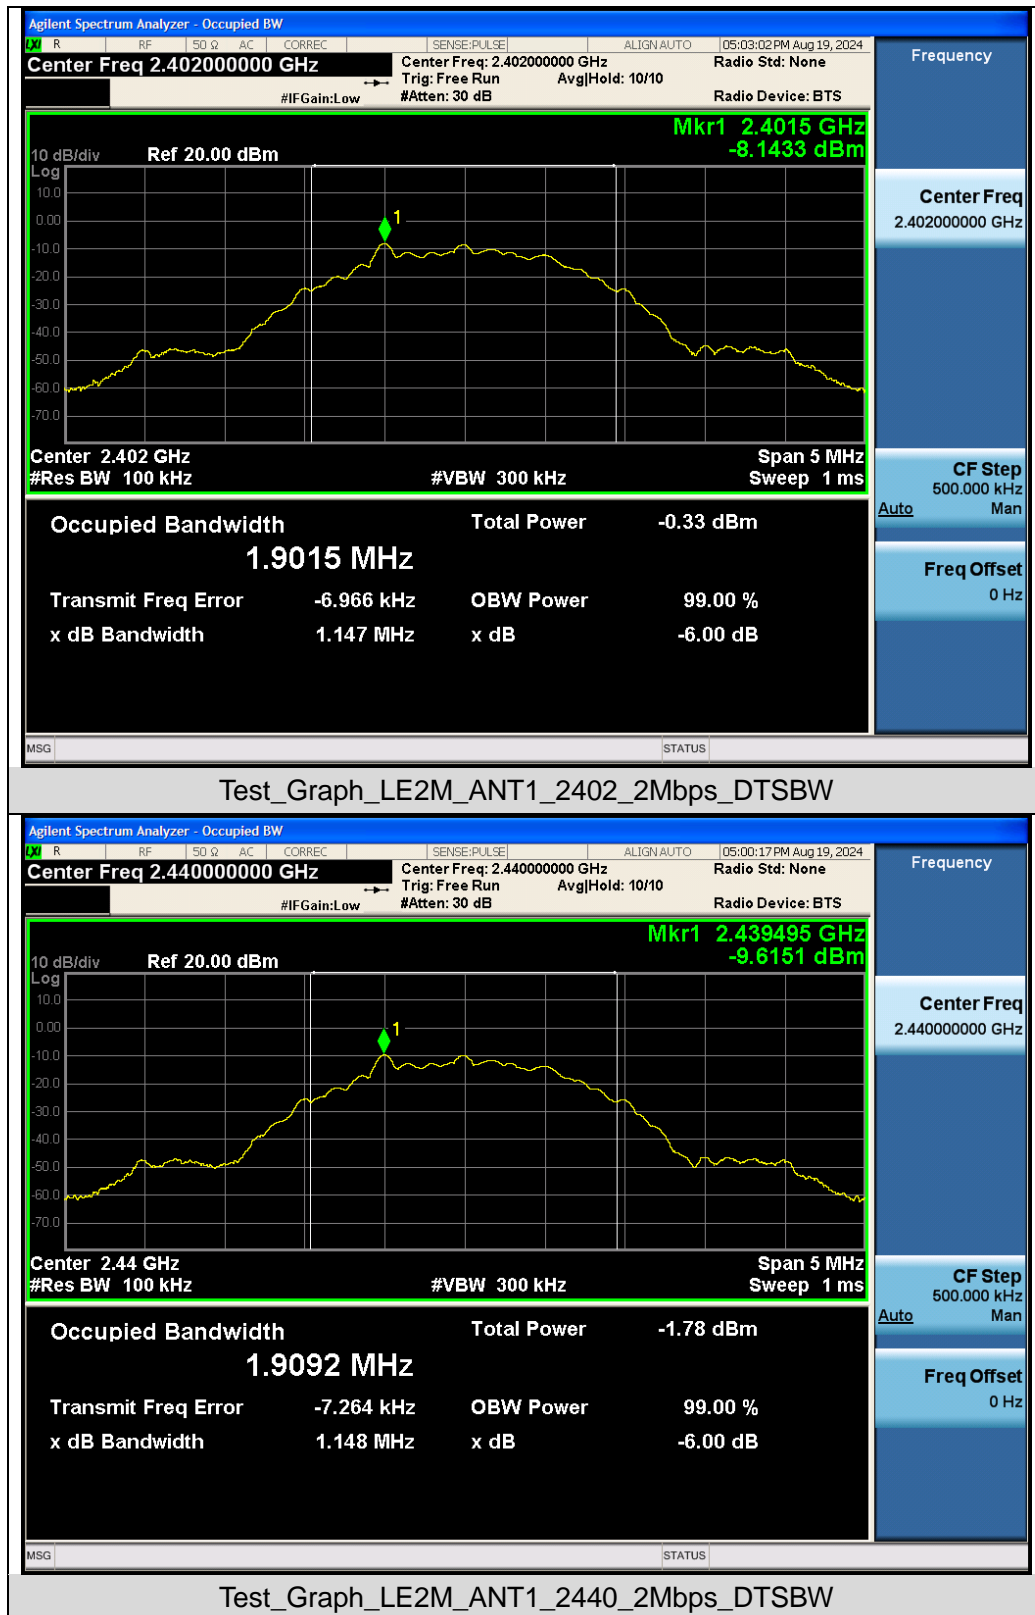 Agilent Spectrum Analyzer - Occupied BW
LXI R RF 50 Ω AC CORREC SENSE:PULSE ALIGN AUTO 05:03:02 PM Aug 19, 2024
Center Freq 2.402000000 GHz
Center Freq: 2.402000000 GHz Radio Std: None
Trig: Free Run Avg|Hold: 10/10
#IFGain:Low #Atten: 30 dB Radio Device: BTS
Frequency
Mkr1 2.4015 GHz
-8.1433 dBm
10 dB/div Ref 20.00 dBm
Log
10.0
0.00
-10.0
-20.0
-30.0
-40.0
-50.0
-60.0
-70.0
1
Center 2.402 GHz Span 5 MHz
#Res BW 100 kHz #VBW 300 kHz Sweep 1 ms
Center Freq
2.402000000 GHz
CF Step
500.000 kHz
Auto Man
Freq Offset
0 Hz
Occupied Bandwidth Total Power -0.33 dBm
1.9015 MHz
Transmit Freq Error -6.966 kHz OBW Power 99.00 %
x dB Bandwidth 1.147 MHz x dB -6.00 dB
MSG STATUS
Test_Graph_LE2M_ANT1_2402_2Mbps_DTSBW
Agilent Spectrum Analyzer - Occupied BW
LXI R RF 50 Ω AC CORREC SENSE:PULSE ALIGN AUTO 05:00:17 PM Aug 19, 2024
Center Freq 2.440000000 GHz
Center Freq: 2.440000000 GHz Radio Std: None
Trig: Free Run Avg|Hold: 10/10
#IFGain:Low #Atten: 30 dB Radio Device: BTS
Frequency
Mkr1 2.439495 GHz
-9.6151 dBm
10 dB/div Ref 20.00 dBm
Log
10.0
0.00
-10.0
-20.0
-30.0
-40.0
-50.0
-60.0
-70.0
1
Center 2.44 GHz Span 5 MHz
#Res BW 100 kHz #VBW 300 kHz Sweep 1 ms
Center Freq
2.440000000 GHz
CF Step
500.000 kHz
Auto Man
Freq Offset
0 Hz
Occupied Bandwidth Total Power -1.78 dBm
1.9092 MHz
Transmit Freq Error -7.264 kHz OBW Power 99.00 %
x dB Bandwidth 1.148 MHz x dB -6.00 dB
MSG STATUS
Test_Graph_LE2M_ANT1_2440_2Mbps_DTSBW